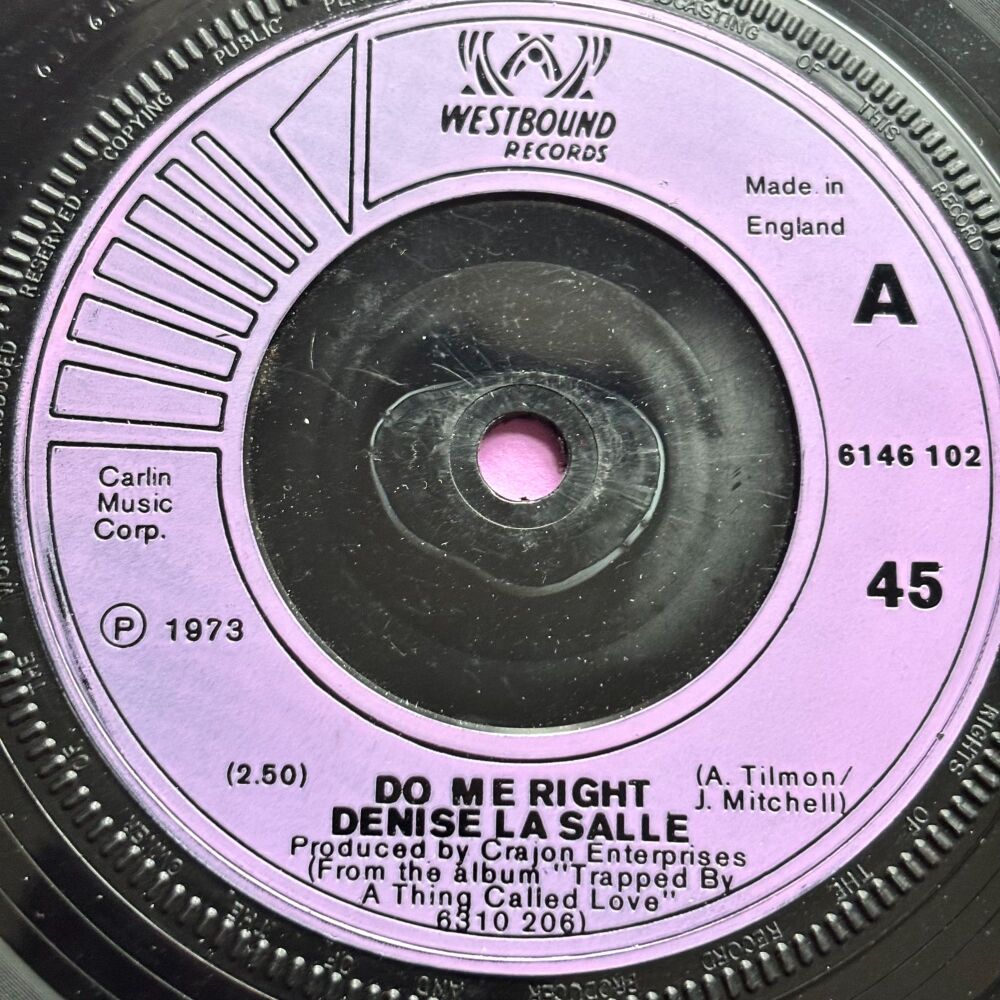 WESTBOUND
RECORDS
Made in
England
A
6146 102
45
Carlin
Music
Corp.
Ⓟ 1973
(2.50)
DO ME RIGHT
DENISE LA SALLE
(A. Tilmon/
J. Mitchell)
Produced by Crajon Enterprises
(From the album "Trapped By
A Thing Called Love"
6310 206)
RESERVED COPYING PUBLIC
OF THIS RECORD
RIGHTS OF THE RECORD PRODUCER AND OF THE OWNER OF THE